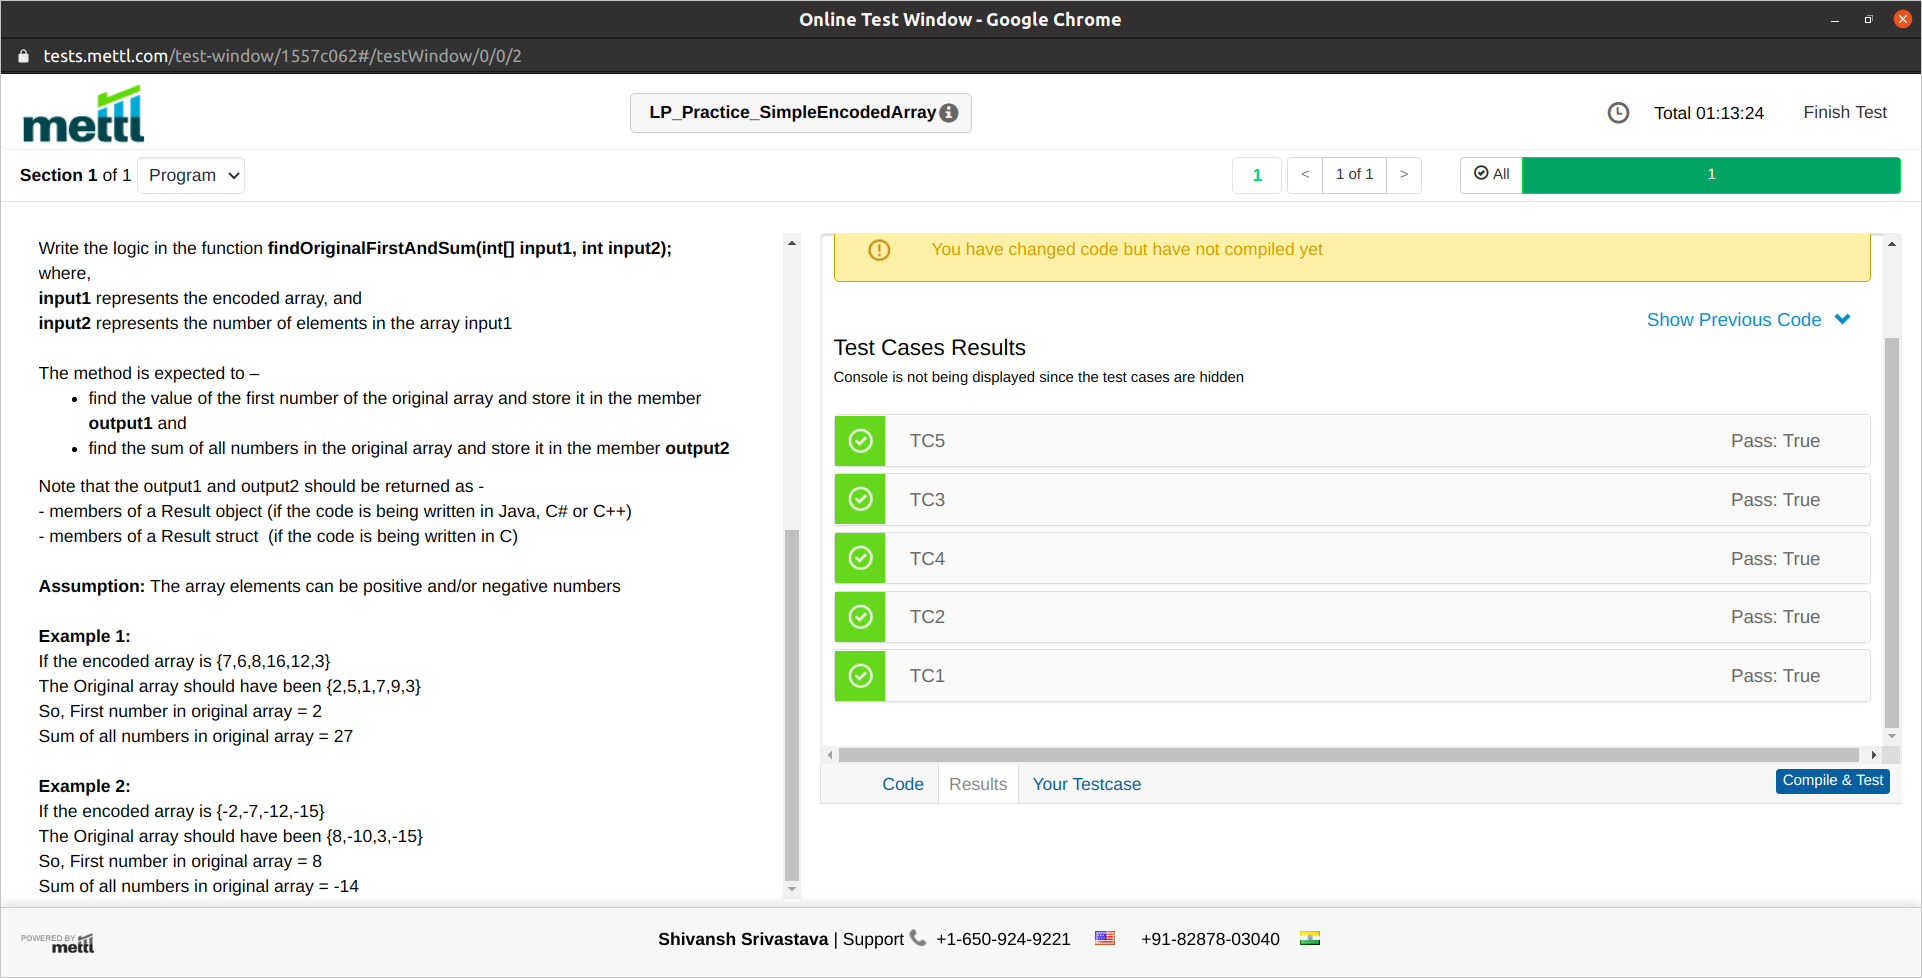 Online Test Window - Google Chrome
tests.mettl.com/test-window/1557c062#/testWindow/0/0/2
mettl
LP_Practice_SimpleEncodedArray
Total 01:13:24
Finish Test
Section 1 of 1
Program
1
< 1 of 1 >
All
1
Write the logic in the function findOriginalFirstAndSum(int[] input1, int input2);
where,
input1 represents the encoded array, and
input2 represents the number of elements in the array input1
The method is expected to –
• find the value of the first number of the original array and store it in the member
output1 and
• find the sum of all numbers in the original array and store it in the member output2
Note that the output1 and output2 should be returned as -
- members of a Result object (if the code is being written in Java, C# or C++)
- members of a Result struct  (if the code is being written in C)
Assumption: The array elements can be positive and/or negative numbers
Example 1:
If the encoded array is {7,6,8,16,12,3}
The Original array should have been {2,5,1,7,9,3}
So, First number in original array = 2
Sum of all numbers in original array = 27
Example 2:
If the encoded array is {-2,-7,-12,-15}
The Original array should have been {8,-10,3,-15}
So, First number in original array = 8
Sum of all numbers in original array = -14
You have changed code but have not compiled yet
Show Previous Code
Test Cases Results
Console is not being displayed since the test cases are hidden
TC5 Pass: True
TC3 Pass: True
TC4 Pass: True
TC2 Pass: True
TC1 Pass: True
Code
Results
Your Testcase
Compile & Test
POWERED BY
mettl
Shivansh Srivastava | Support +1-650-924-9221 +91-82878-03040